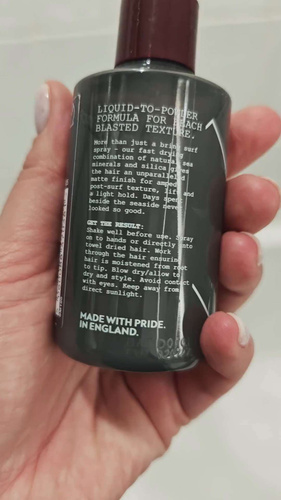 LIQUID-TO-POWDER
FORMULA FOR BEACH
BLASTED TEXTURE.
More than just a briny surf
spray - our fast drying
combination of natural sea
minerals and silica gives
the hair an unparalleled
matte finish for amped
post-surf texture, lift and
a light hold. Days spent
beside the seaside never
looked so good.
GET THE RESULT:
Shake well before use. Spray
on to hands or directly onto
towel dried hair. Work
through the hair ensuring
hair is moistened from root
to tip. Blow dry/allow to
dry and style. Avoid contact
with eyes. Keep away from
direct sunlight.
MADE WITH PRIDE.
IN ENGLAND.